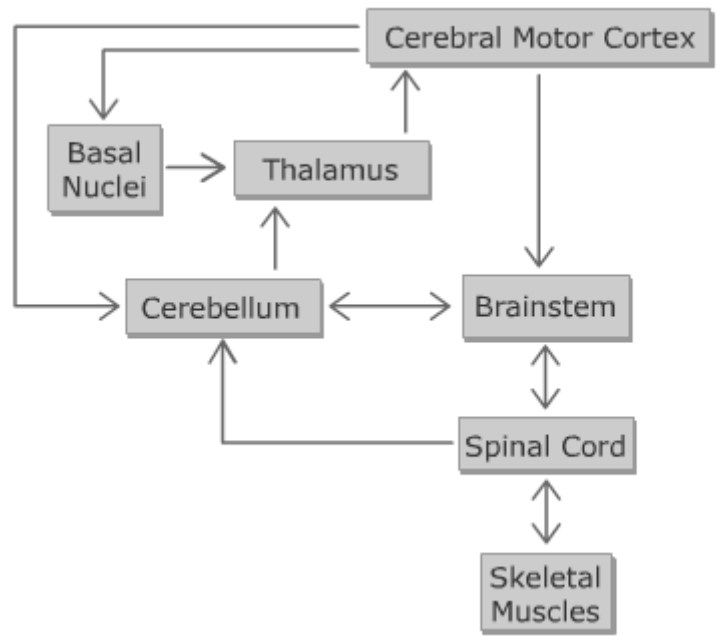 Cerebral Motor Cortex
Basal
Nuclei
Thalamus
Cerebellum
Brainstem
Spinal Cord
Skeletal
Muscles